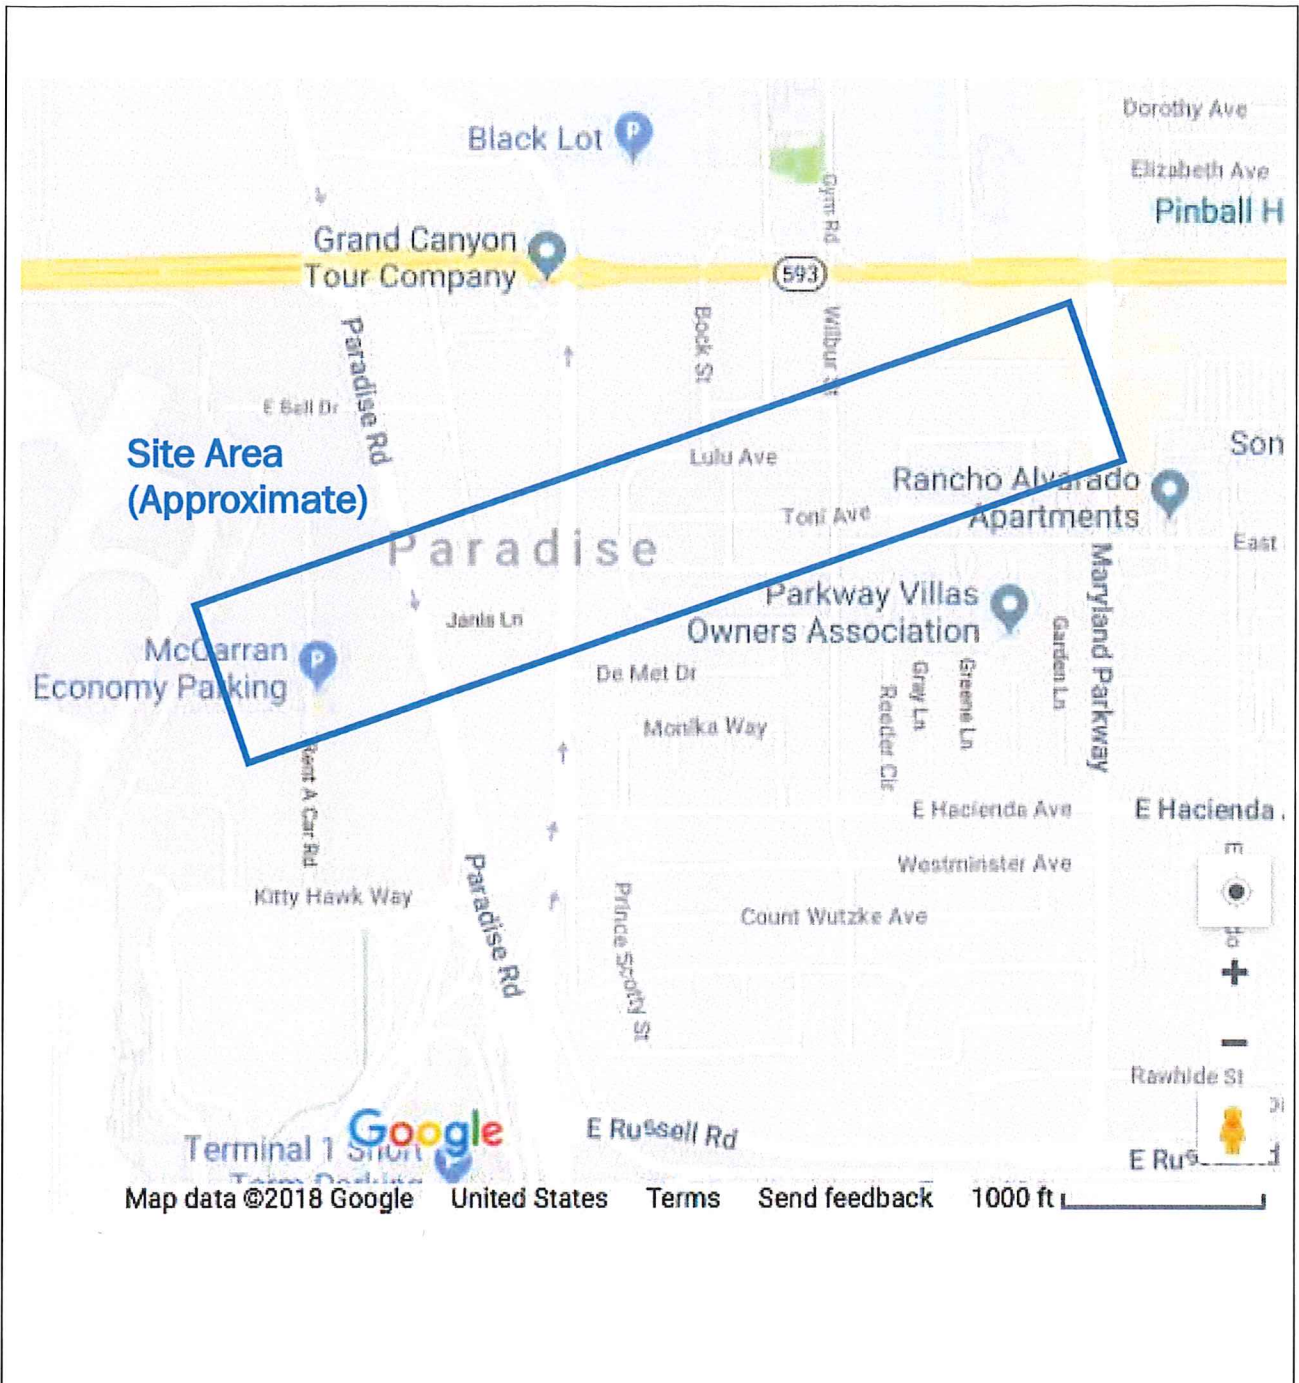 Dorothy Ave
Black Lot
P
Elizabeth Ave
Pinball H
Gym Rd
Grand Canyon
Tour Company
593
Paradise Rd
Bock St
Wilbur St
E Bell Dr
Site Area
(Approximate)
Lulu Ave
Son
Rancho Alvarado
Apartments
Toni Ave
East
Paradise
Maryland Parkway
Parkway Villas
Owners Association
Janis Ln
Garden Ln
McCarran
Economy Parking
P
De Met Dr
Gray Ln
Greene Ln
Reeder Cir
Monika Way
Rent A Car Rd
E Hacienda Ave
E Hacienda
Westminster Ave
Kitty Hawk Way
Paradise Rd
Prince Scotty St
Count Wutzke Ave
Rawhide St
Google
E Russell Rd
Terminal 1 Short
Term Parking
Map data ©2018 Google United States Terms Send feedback 1000 ft